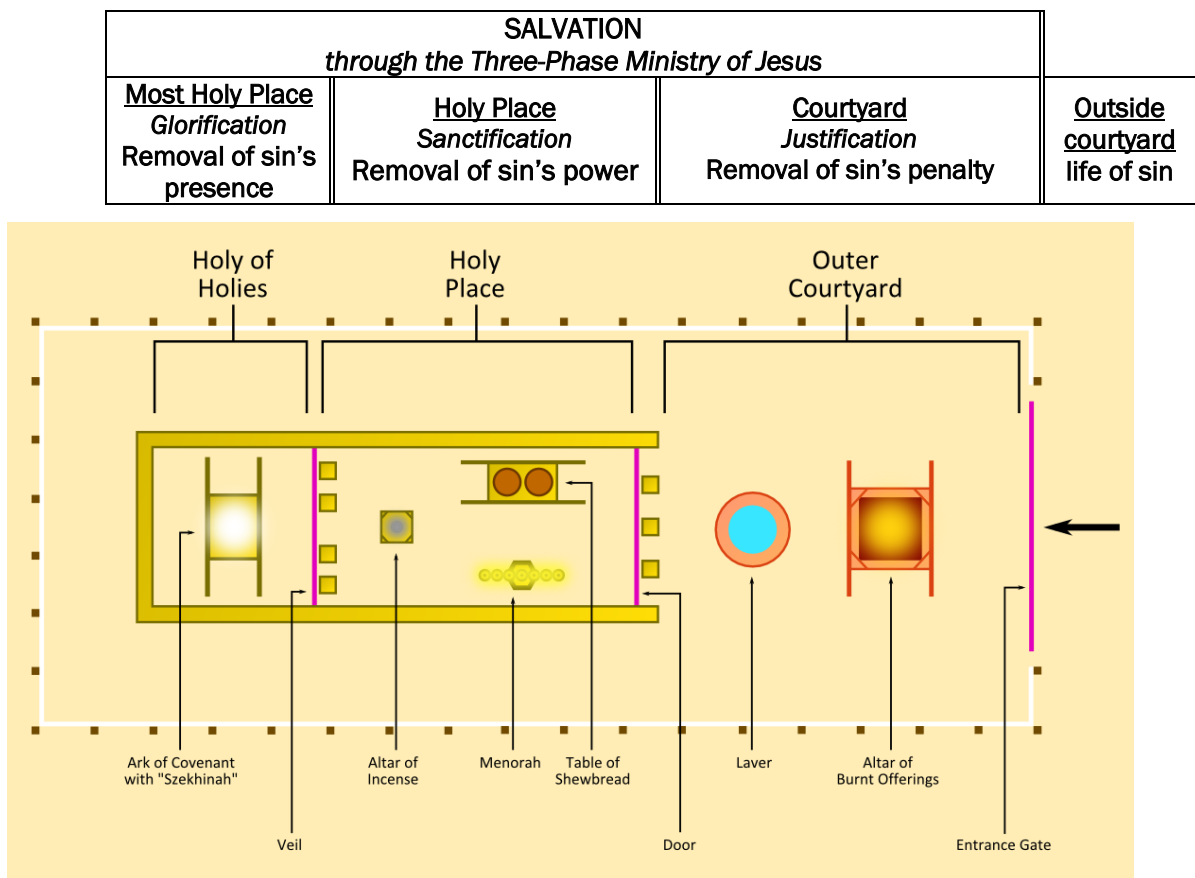 SALVATION
through the Three-Phase Ministry of Jesus
Most Holy Place
Glorification
Removal of sin’s
presence
Holy Place
Sanctification
Removal of sin’s power
Courtyard
Justification
Removal of sin’s penalty
Outside
courtyard
life of sin
Holy of
Holies
Holy
Place
Outer
Courtyard
Ark of Covenant
with "Szekhinah"
Altar of
Incense
Menorah
Table of
Shewbread
Laver
Altar of
Burnt Offerings
Veil
Door
Entrance Gate